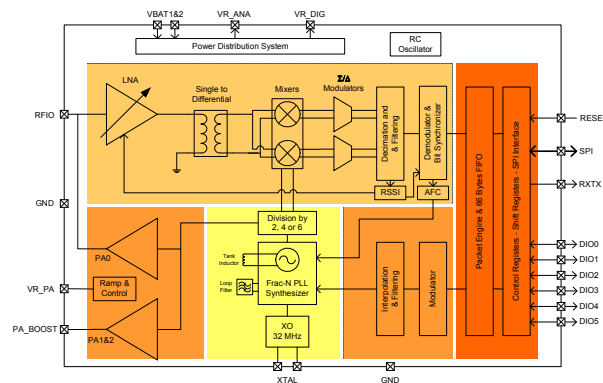 VBAT1&2
VR_ANA
VR_DIG
Power Distribution System
RC
Oscillator
LNA
Single to
Differential
Mixers
Σ/Δ
Modulators
Decimation and
& Filtering
Demodulator &
Bit Synchronizer
RSSI
AFC
Packet Engine & 66 Bytes FIFO
Control Registers - Shift Registers - SPI Interface
RFIO
GND
VR_PA
PA_BOOST
RESE
SPI
RXTX
DIO0
DIO1
DIO2
DIO3
DIO4
DIO5
PA0
Ramp &
Control
PA1&2
Division by
2, 4 or 6
Tank
Inductor
Loop
Filter
Frac-N PLL
Synthesizer
XO
32 MHz
Interpolation
& Filtering
Modulator
XTAL
GND